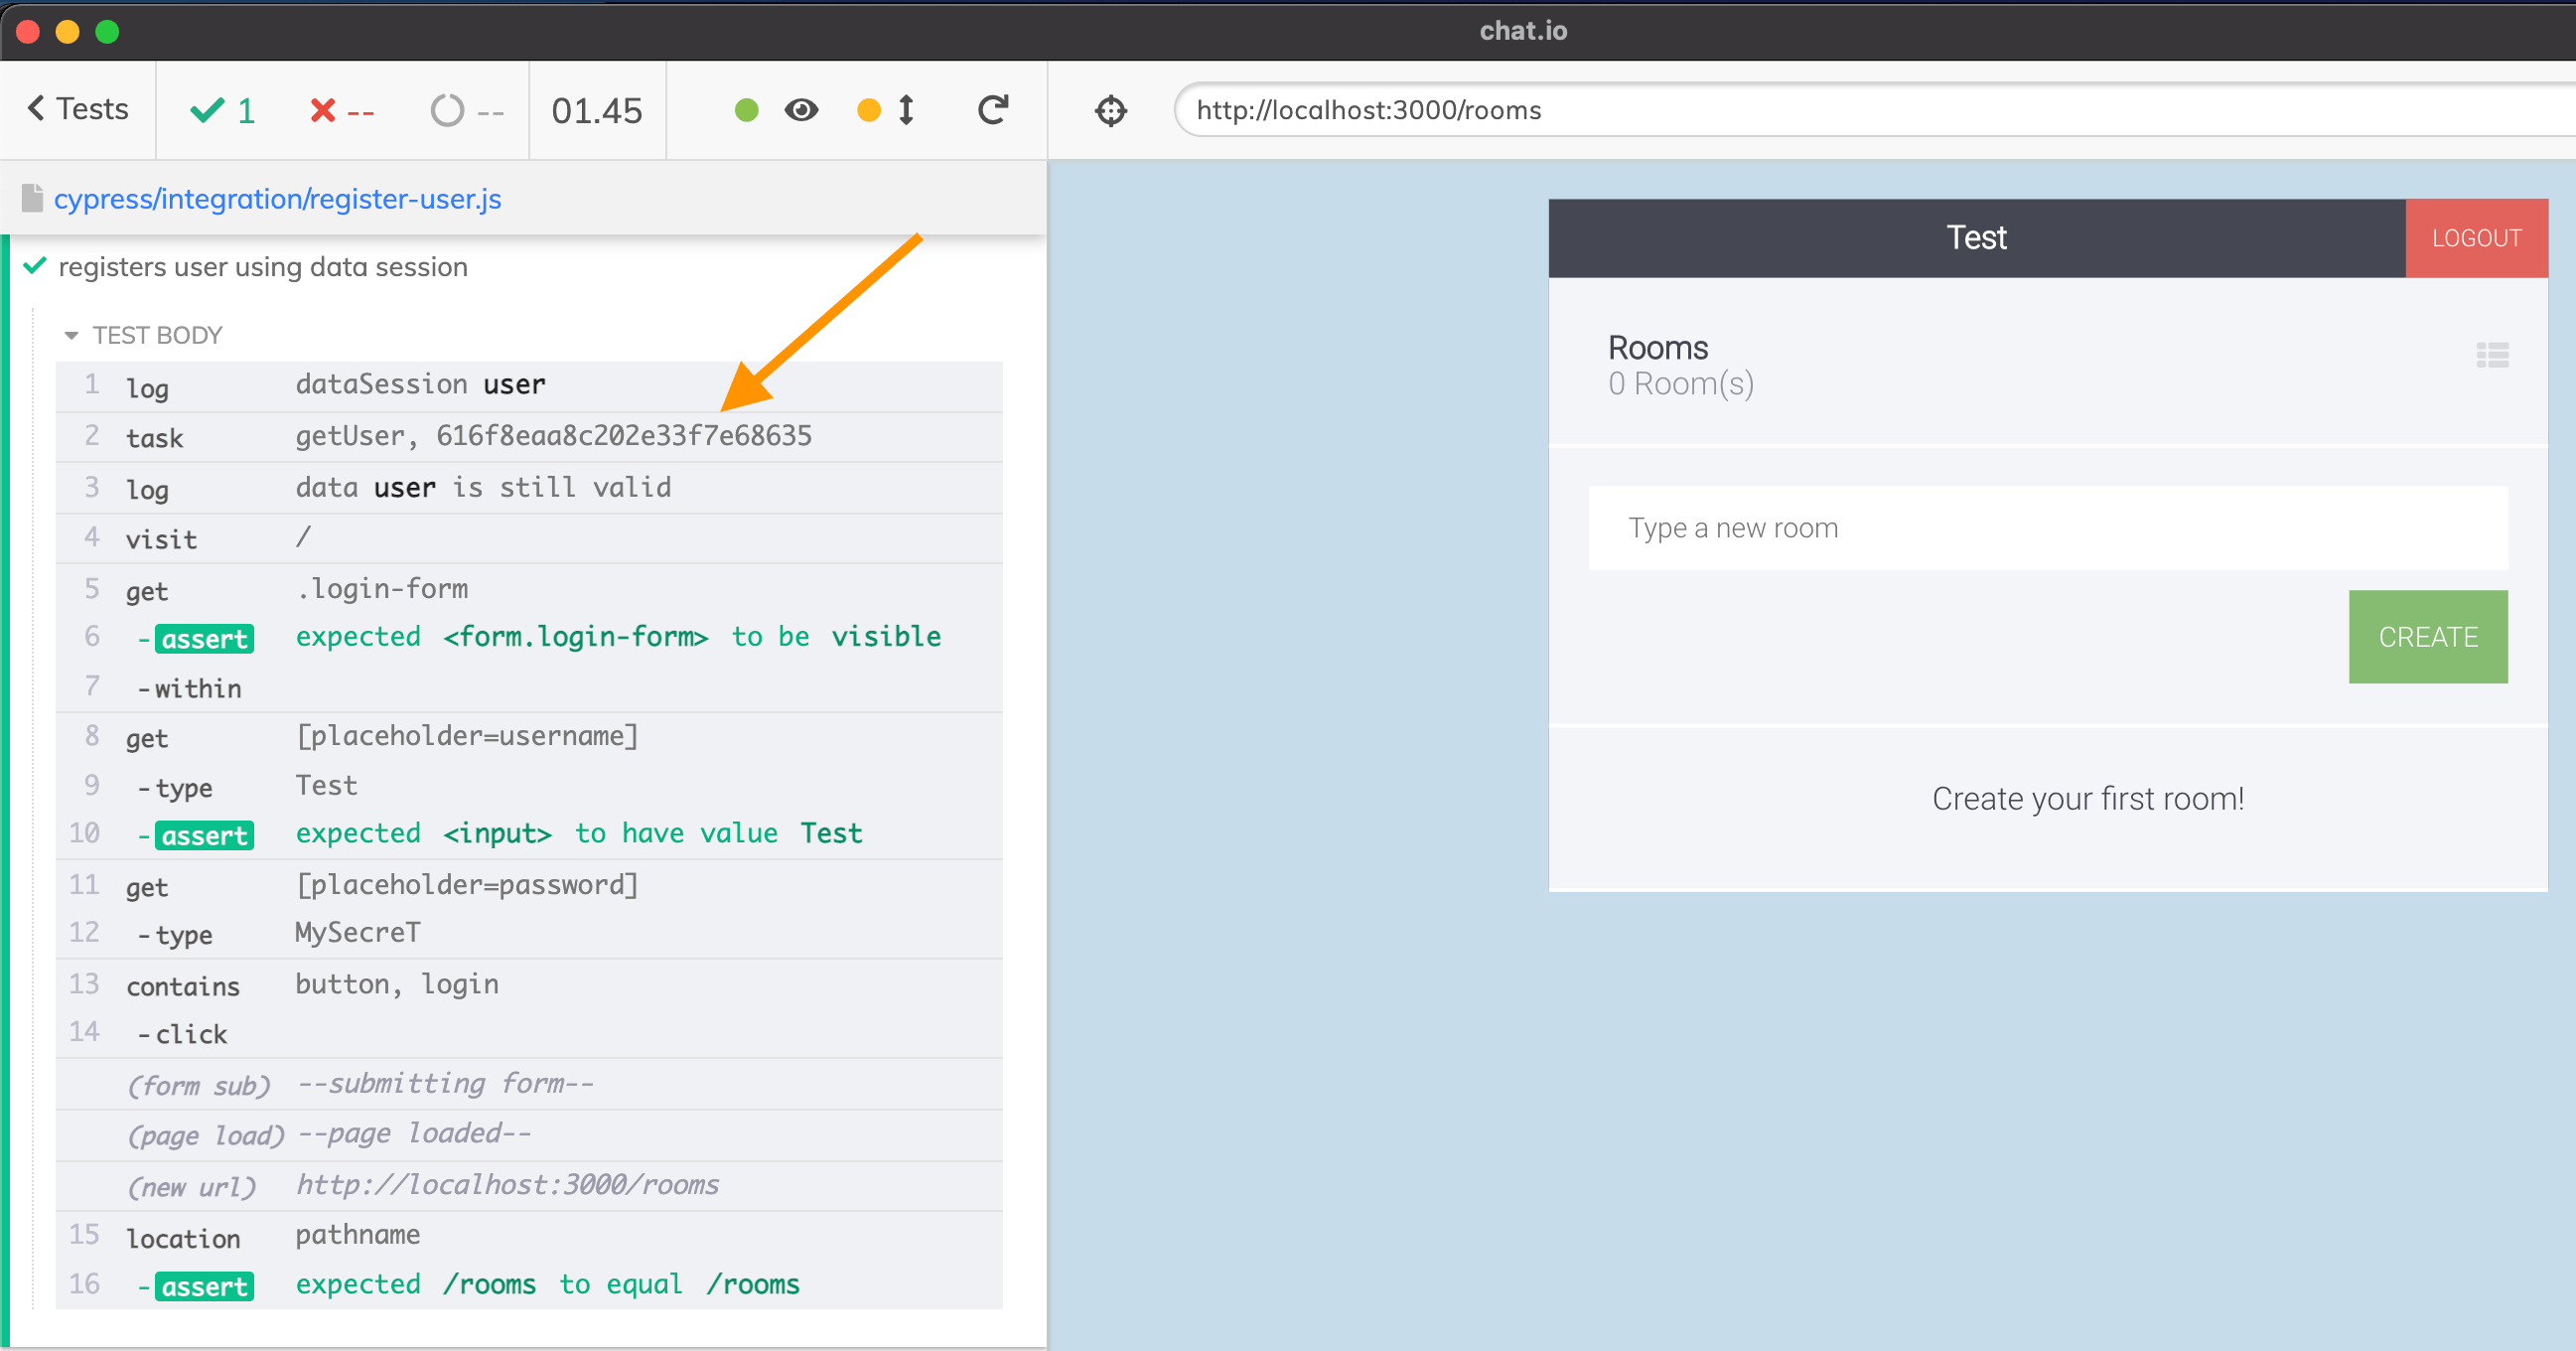 chat.io
Tests 1 -- -- 01.45
http://localhost:3000/rooms
cypress/integration/register-user.js
registers user using data session
TEST BODY
1 log dataSession user
2 task getUser, 616f8eaa8c202e33f7e68635
3 log data user is still valid
4 visit /
5 get .login-form
6 -assert expected <form.login-form> to be visible
7 -within
8 get [placeholder=username]
9 -type Test
10 -assert expected <input> to have value Test
11 get [placeholder=password]
12 -type MySecreT
13 contains button, login
14 -click
(form sub) --submitting form--
(page load) --page loaded--
(new url) http://localhost:3000/rooms
15 location pathname
16 -assert expected /rooms to equal /rooms
Test LOGOUT
Rooms
0 Room(s)
Type a new room
CREATE
Create your first room!